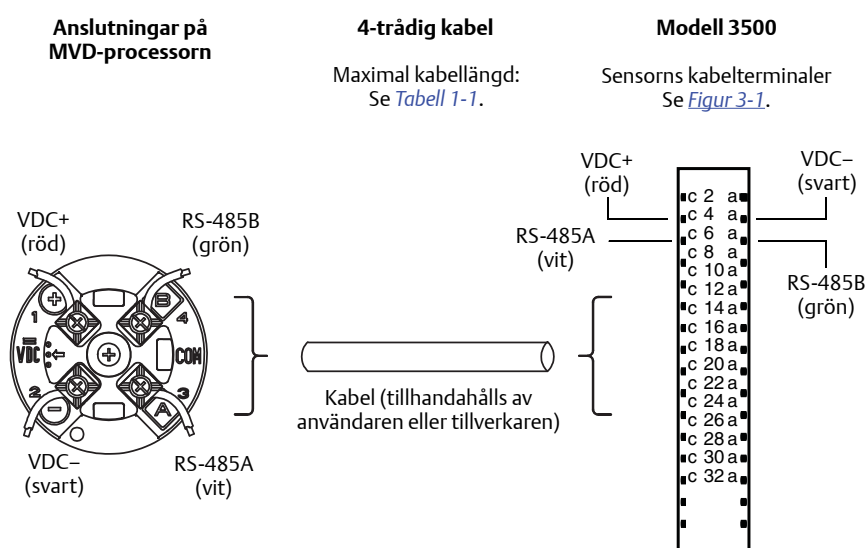 Anslutningar på
MVD-processorn
4-trådig kabel
Maximal kabellängd:
Se Tabell 1-1.
Modell 3500
Sensorns kabelterminaler
Se Figur 3-1.
VDC+
(röd)
RS-485B
(grön)
1
4
B
VDC
COM
2
3
A
VDC–
(svart)
RS-485A
(vit)
Kabel (tillhandahålls av
användaren eller tillverkaren)
VDC+
(röd)
VDC–
(svart)
RS-485A
(vit)
RS-485B
(grön)
c 2 a
c 4 a
c 6 a
c 8 a
c 10 a
c 12 a
c 14 a
c 16 a
c 18 a
c 20 a
c 22 a
c 24 a
c 26 a
c 28 a
c 30 a
c 32 a